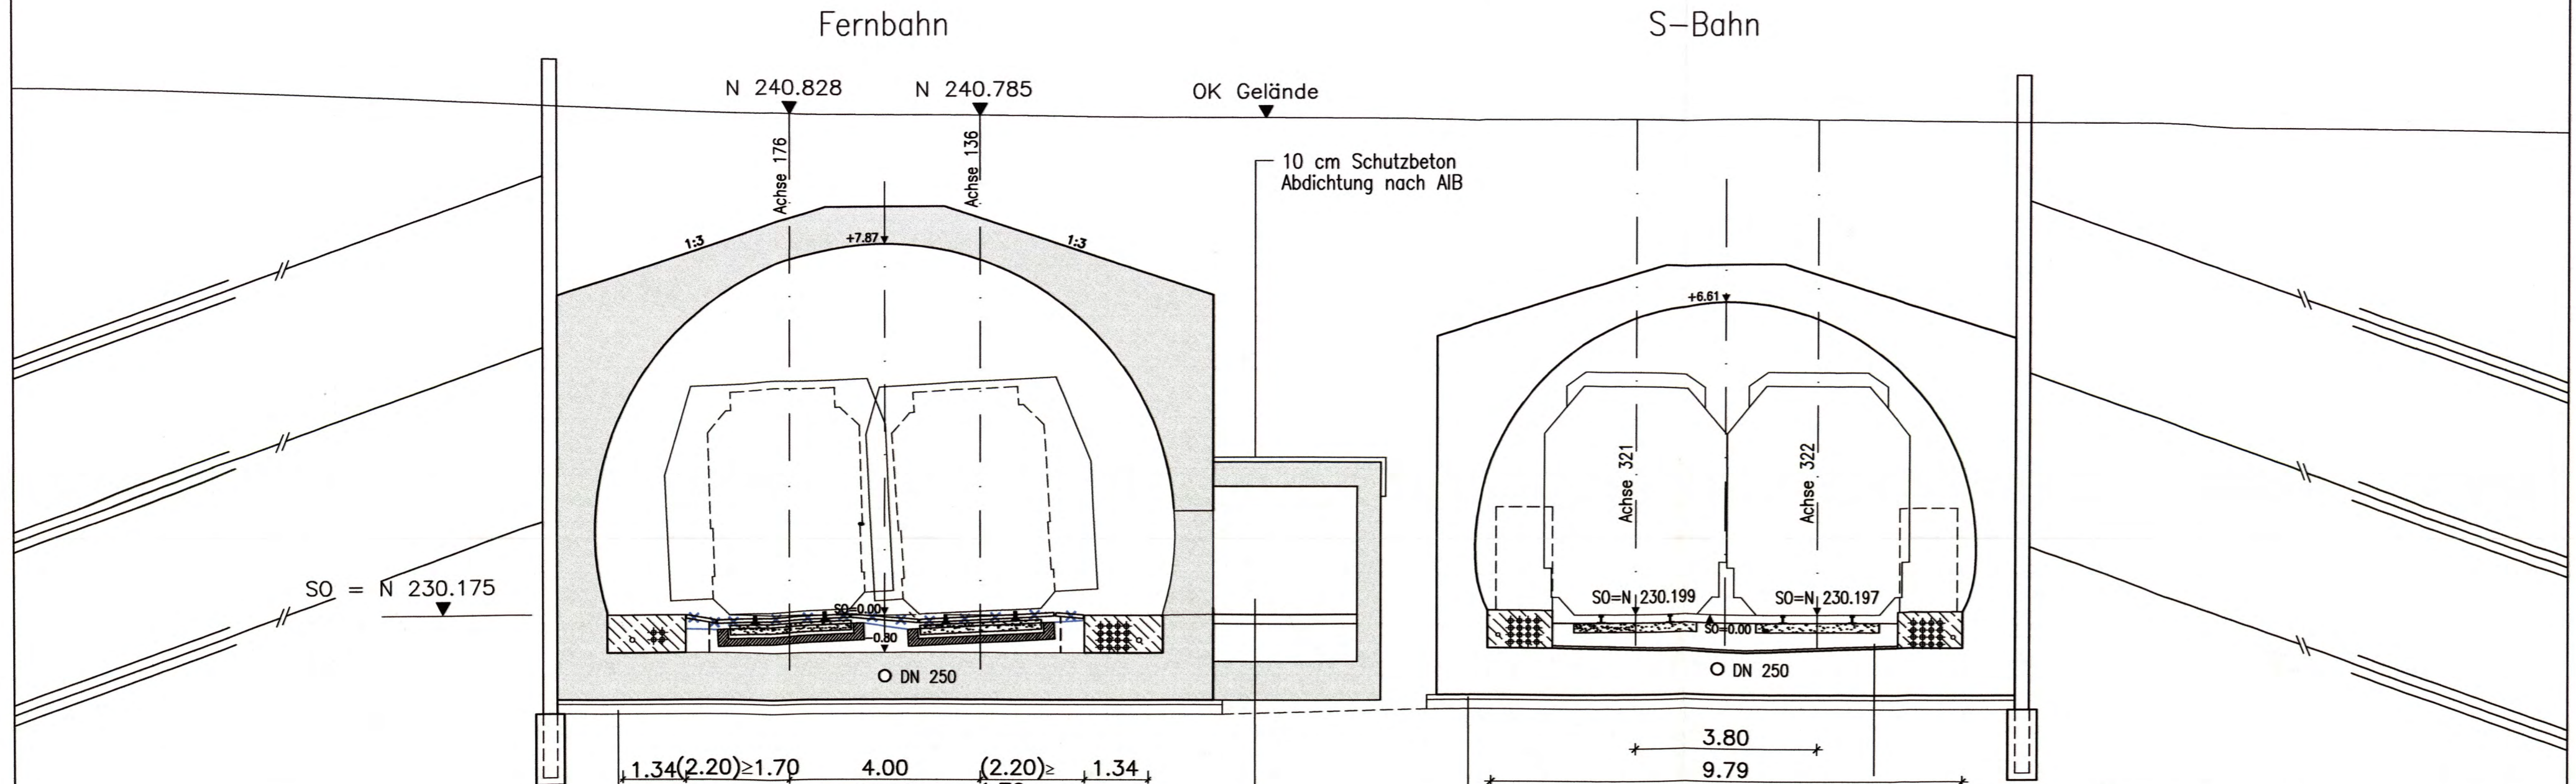 Fernbahn
S-Bahn
N 240.828
N 240.785
OK Gelände
Achse 176
Achse 136
10 cm Schutzbeton
Abdichtung nach AIB
1:3
+7.87
1:3
+6.61
Achse 321
Achse 322
SO = N 230.175
SO=0.00
-0.80
SO=N 230.199
SO=N 230.197
SO=0.00
O DN 250
O DN 250
3.80
1.34 (2.20)≥1.70 4.00 (2.20)≥ 1.34
9.79